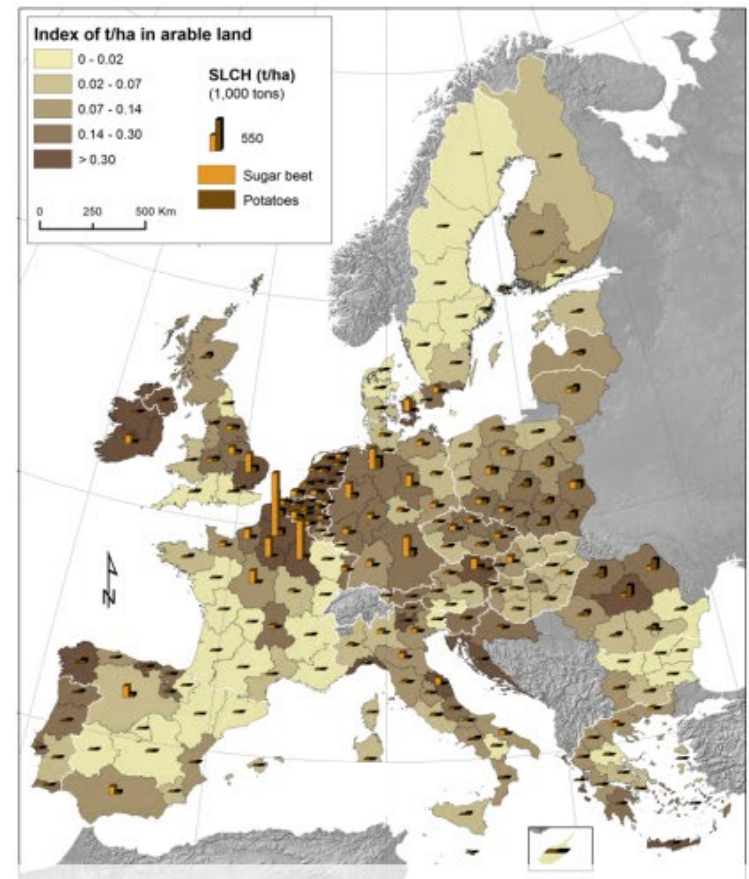 Index of t/ha in arable land
0 - 0.02
0.02 - 0.07
0.07 - 0.14
0.14 - 0.30
> 0.30
SLCH (t/ha)
(1,000 tons)
550
Sugar beet
Potatoes
0 250 500 Km
N